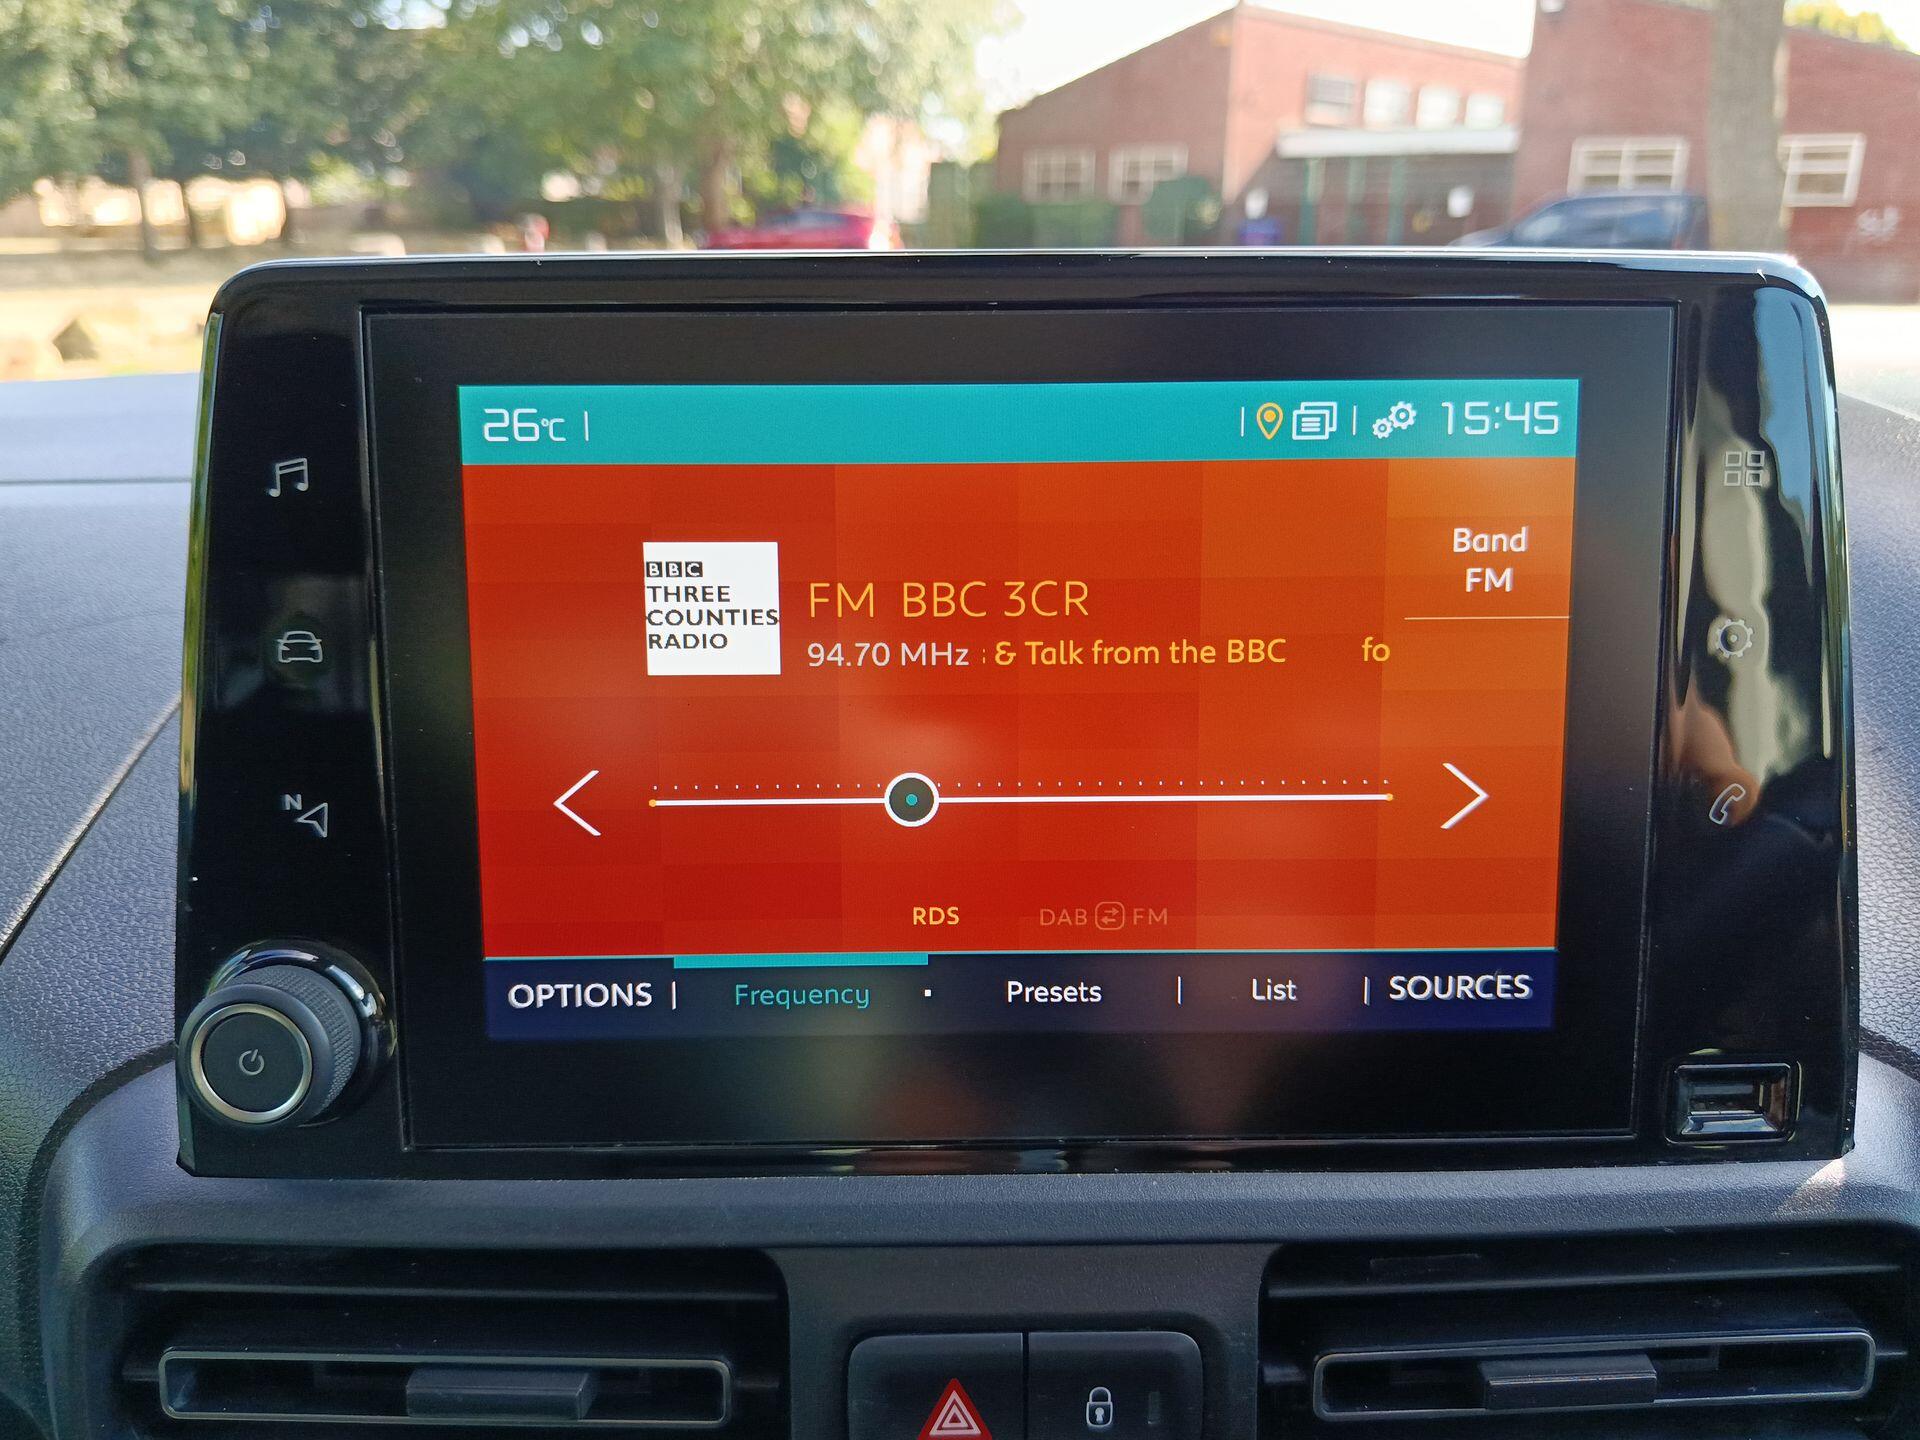 26°C
15:45
Band
FM
BBC
THREE
COUNTIES
RADIO
FM BBC 3CR
94.70 MHz : & Talk from the BBC fo
N
RDS DAB FM
OPTIONS | Frequency Presets | List | SOURCES